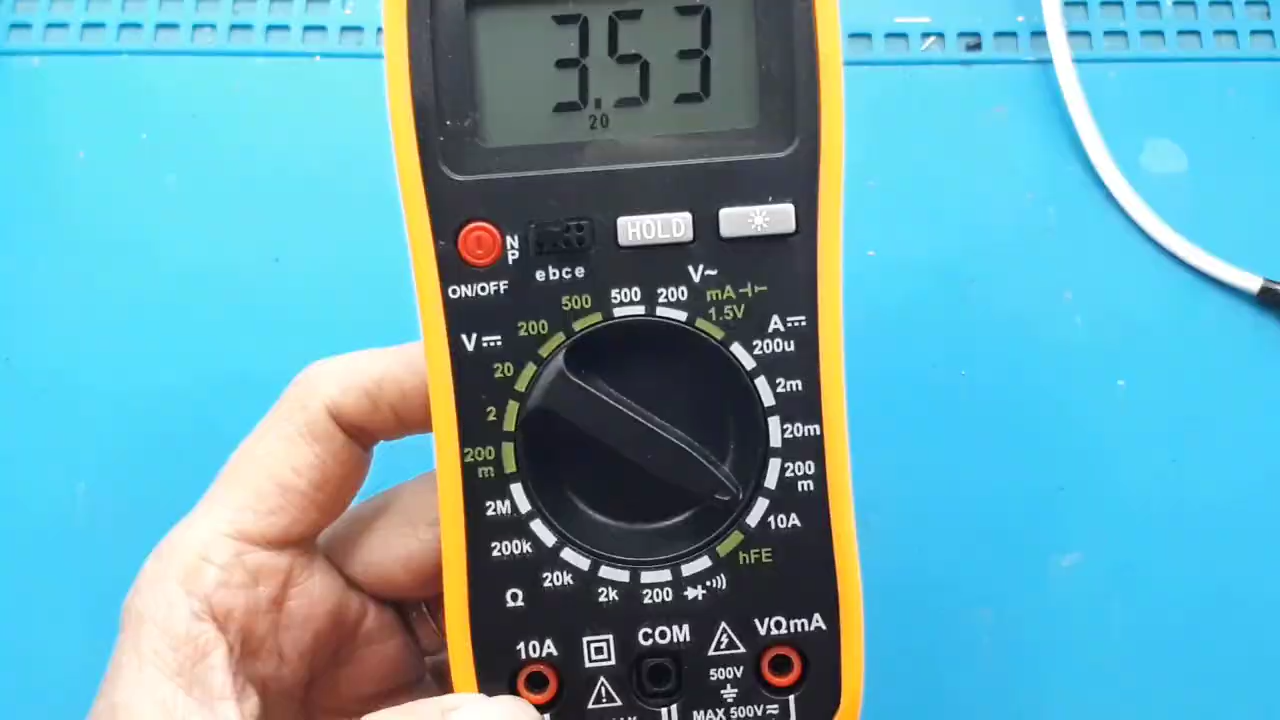 3.53
20
HOLD
N
P
ebce
ON/OFF
V~
500 500 200 mA
1.5V
V⎓ 200 A⎓
200u
20 2m
2 20m
200
m
200
m
2M 10A
200k hFE
20k 2k 200
Ω
10A COM VΩmA
500V
MAX 500V